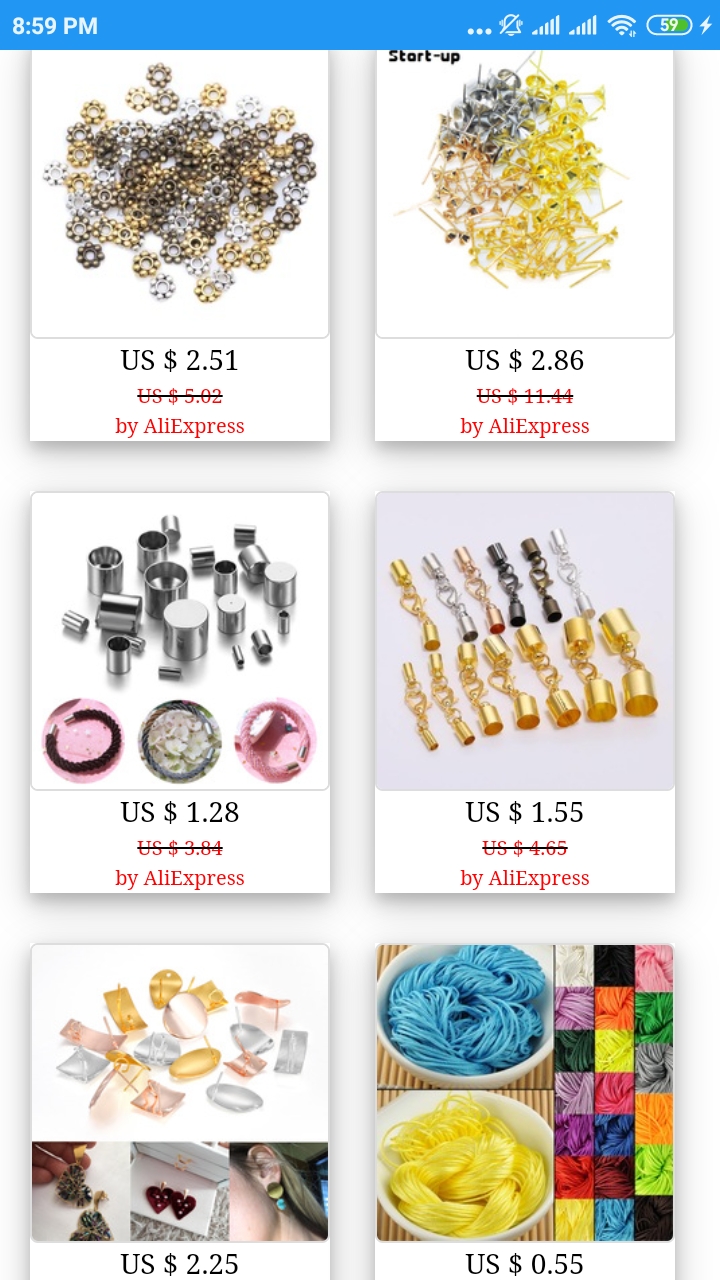 8:59 PM
59
Start-up
US $ 2.51
US $ 5.02
by AliExpress
US $ 2.86
US $ 11.44
by AliExpress
US $ 1.28
US $ 3.84
by AliExpress
US $ 1.55
US $ 4.65
by AliExpress
US $ 2.25
US $ 0.55